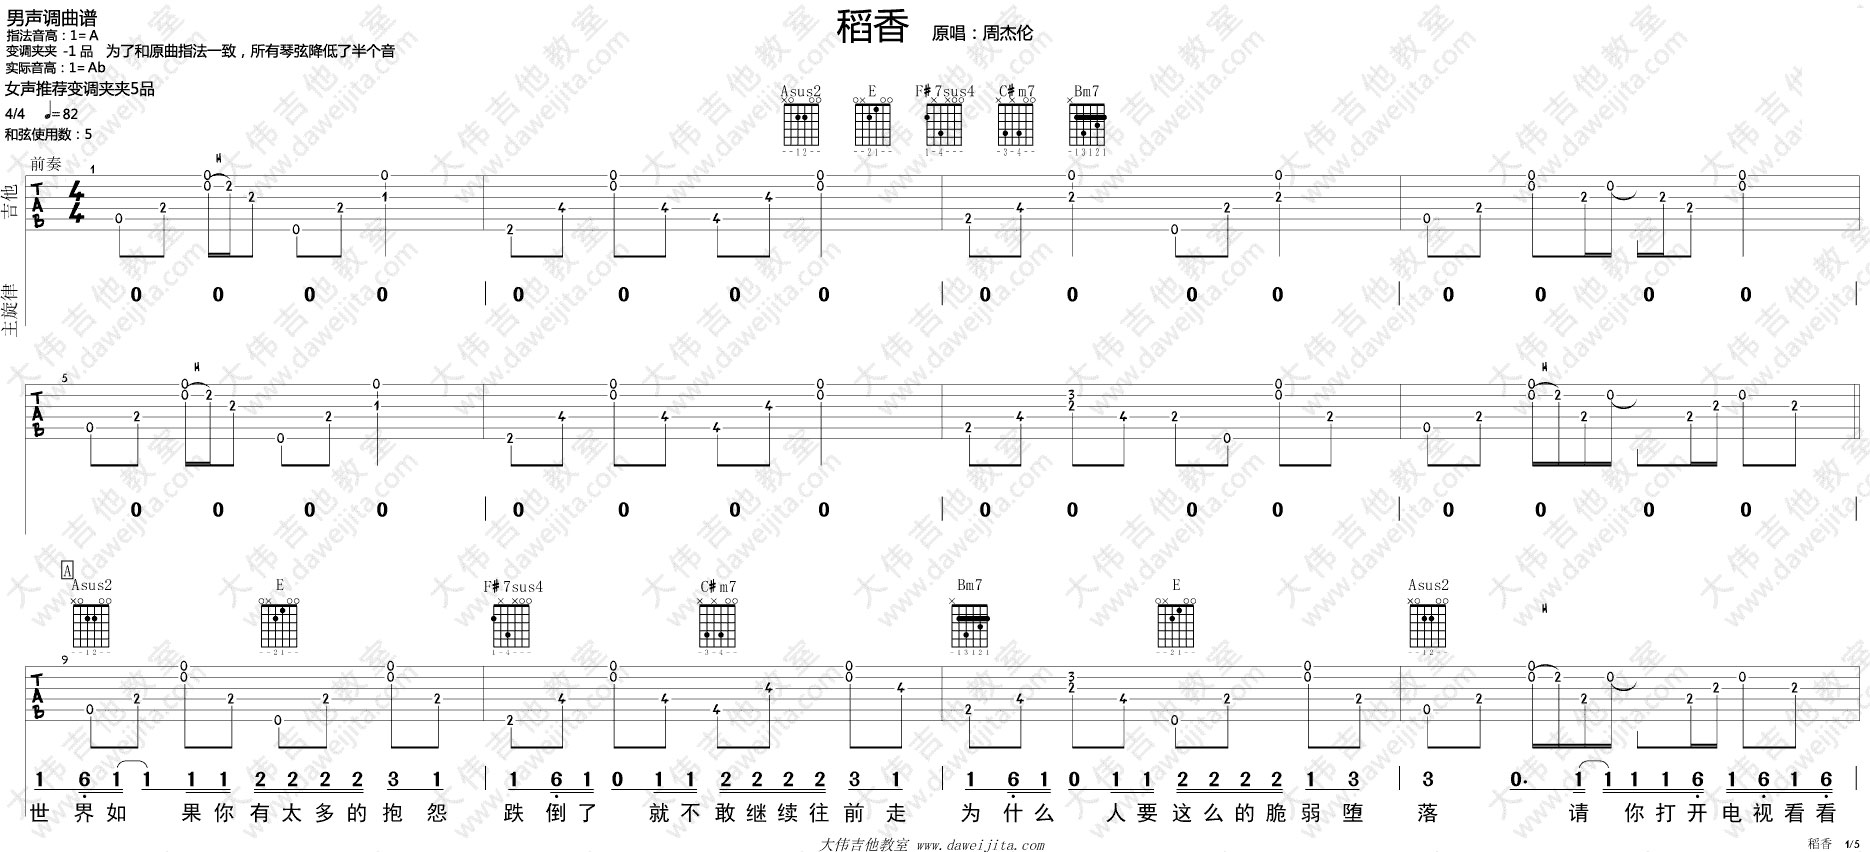 男声调曲谱
指法音高：1=A
变调夹夹 -1 品 为了和原曲指法一致，所有琴弦降低了半个音
实际音高：1=Ab
女声推荐变调夹夹5品
4/4 ♩=82
和弦使用数：5
稻香 原唱：周杰伦
Asus2 E F#7sus4 C#m7 Bm7
前奏
吉他
主旋律
0 0 0 0 | 0 0 0 0 | 0 0 0 0 | 0 0 0 0 |
0 0 0 0 | 0 0 0 0 | 0 0 0 0 | 0 0 0 0 |
A
Asus2 E F#7sus4 C#m7 Bm7 E Asus2
1 6 1 1 1 1 2 2 2 2 3 1 | 1 6 1 0 1 1 2 2 2 2 3 1 | 1 6 1 0 1 1 2 2 2 2 1 3 | 3 0. 1 1 1 1 6 1 6 1 6
世界如 果你有太多的抱怨 跌倒了 就不敢继续往前走 为什么 人要这么的脆弱堕 落 请 你打开电视看看
大伟吉他教室 www.daweijita.com
稻香 1/5